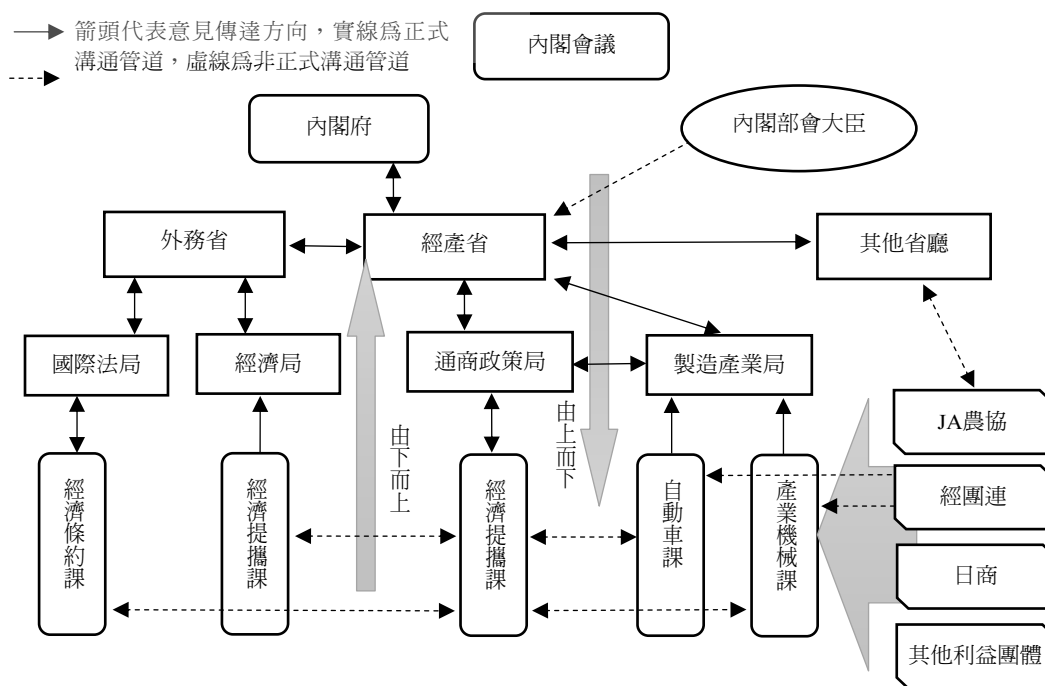 箭頭代表意見傳達方向，實線爲正式
溝通管道，虛線爲非正式溝通管道
內閣會議
內閣府
內閣部會大臣
外務省
經產省
其他省廳
國際法局
經濟局
通商政策局
製造產業局
由下而上
由上而下
JA農協
經團連
日商
其他利益團體
經濟條約課
經濟提攜課
經濟提攜課
自動車課
產業機械課